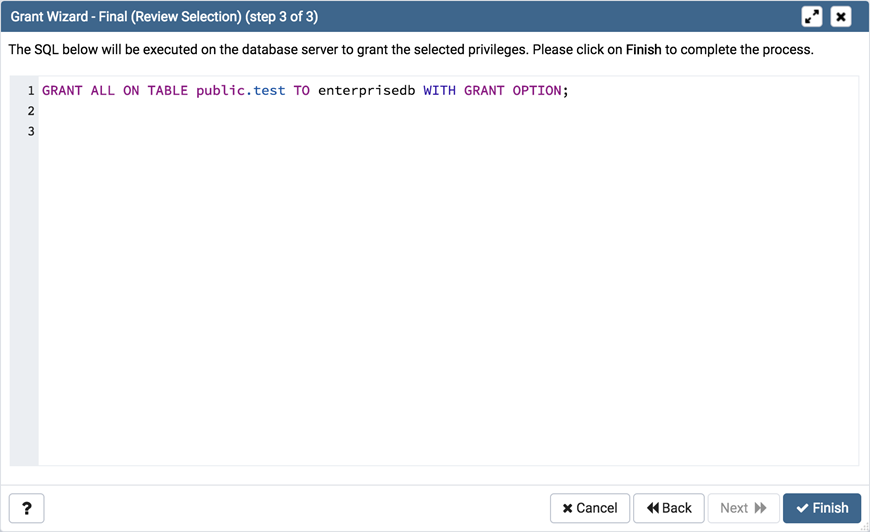 Grant Wizard - Final (Review Selection) (step 3 of 3)
The SQL below will be executed on the database server to grant the selected privileges. Please click on Finish to complete the process.
1 GRANT ALL ON TABLE public.test TO enterprisedb WITH GRANT OPTION;
2
3
? Cancel Back Next Finish